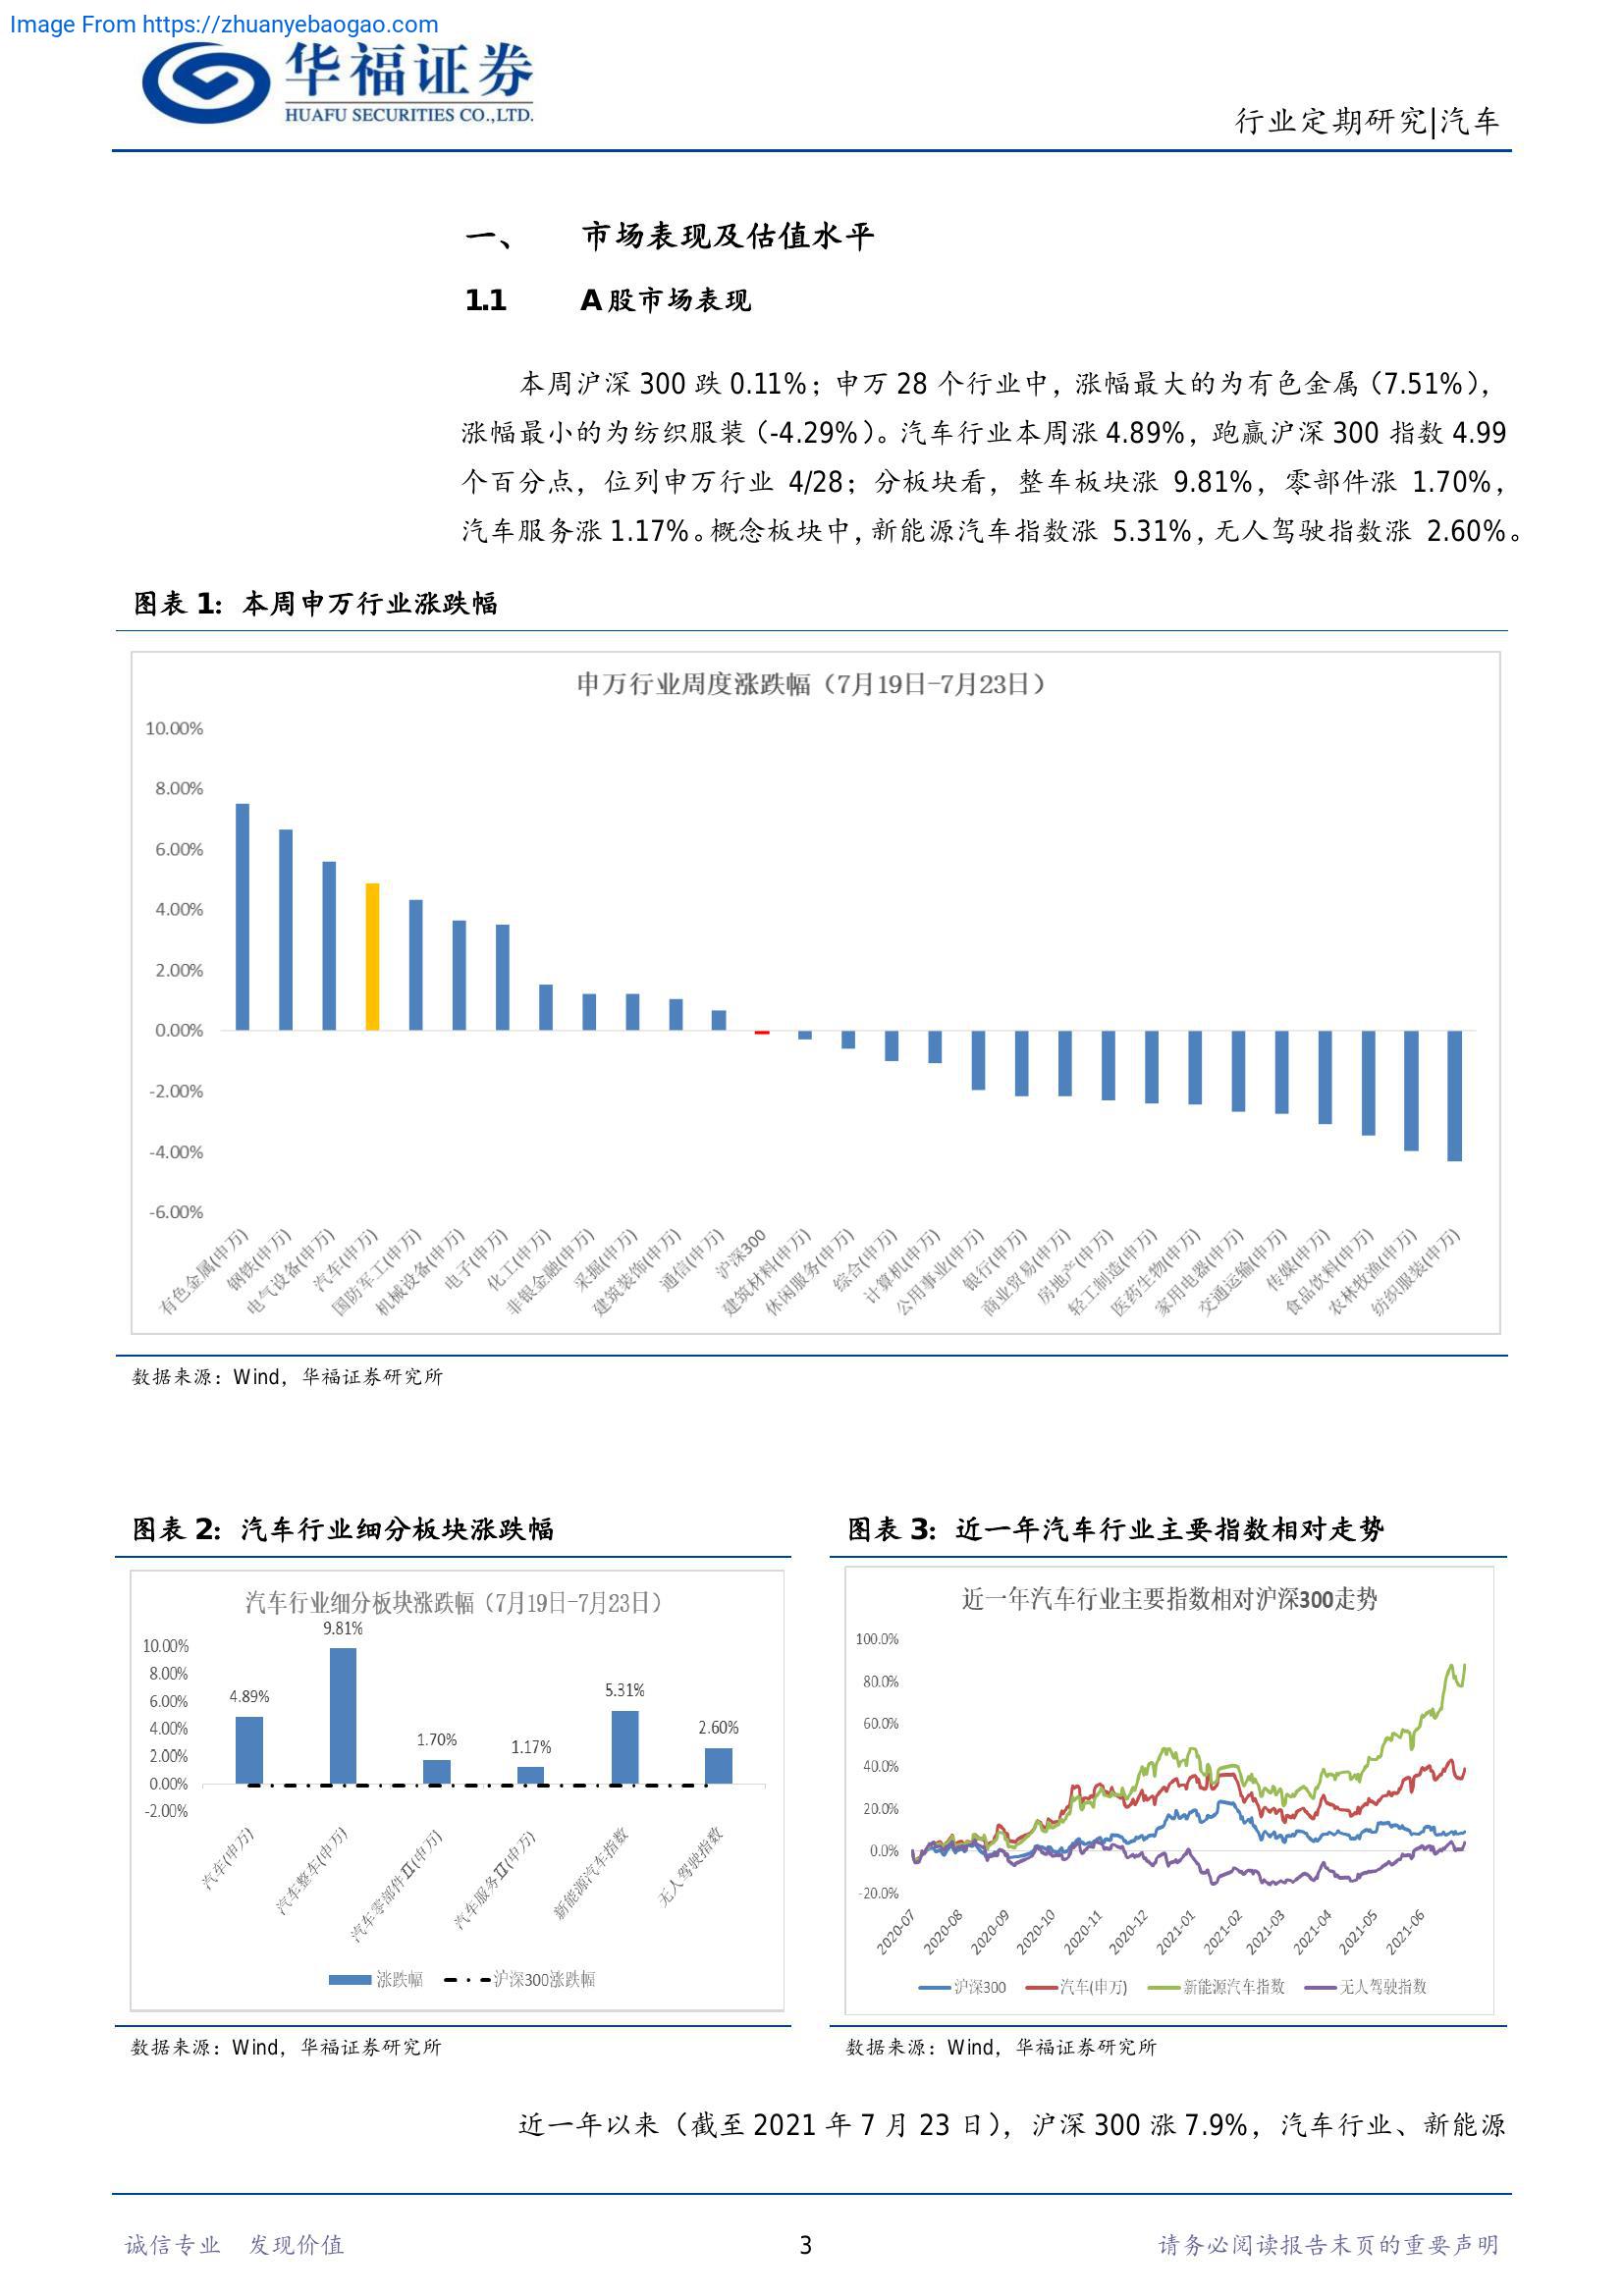 Image From https://zhuanyebaogao.com
华福证券
HUAFU SECURITIES CO.,LTD.
行业定期研究|汽车
一、 市场表现及估值水平
1.1 A股市场表现
本周沪深 300 跌 0.11%；申万 28 个行业中，涨幅最大的为有色金属（7.51%），
涨幅最小的为纺织服装（-4.29%）。汽车行业本周涨 4.89%，跑赢沪深 300 指数 4.99
个百分点，位列申万行业 4/28；分板块看，整车板块涨 9.81%，零部件涨 1.70%，
汽车服务涨 1.17%。概念板块中，新能源汽车指数涨 5.31%，无人驾驶指数涨 2.60%。
图表 1：本周申万行业涨跌幅
申万行业周度涨跌幅（7月19日-7月23日）
10.00%
8.00%
6.00%
4.00%
2.00%
0.00%
-2.00%
-4.00%
-6.00%
有色金属(申万)
钢铁(申万)
电气设备(申万)
汽车(申万)
国防军工(申万)
机械设备(申万)
电子(申万)
化工(申万)
非银金融(申万)
采掘(申万)
建筑装饰(申万)
通信(申万)
沪深300
建筑材料(申万)
休闲服务(申万)
综合(申万)
计算机(申万)
公用事业(申万)
银行(申万)
商业贸易(申万)
房地产(申万)
轻工制造(申万)
医药生物(申万)
家用电器(申万)
交通运输(申万)
传媒(申万)
食品饮料(申万)
农林牧渔(申万)
纺织服装(申万)
数据来源：Wind，华福证券研究所
图表 2：汽车行业细分板块涨跌幅
汽车行业细分板块涨跌幅（7月19日-7月23日）
10.00%
8.00%
6.00%
4.00%
2.00%
0.00%
-2.00%
4.89%
9.81%
1.70%
1.17%
5.31%
2.60%
汽车(申万)
汽车整车(申万)
汽车零部件Ⅱ(申万)
汽车服务Ⅱ(申万)
新能源汽车指数
无人驾驶指数
涨跌幅 沪深300涨跌幅
数据来源：Wind，华福证券研究所
图表 3：近一年汽车行业主要指数相对走势
近一年汽车行业主要指数相对沪深300走势
100.0%
80.0%
60.0%
40.0%
20.0%
0.0%
-20.0%
2020-07
2020-08
2020-09
2020-10
2020-11
2020-12
2021-01
2021-02
2021-03
2021-04
2021-05
2021-06
沪深300 汽车(申万) 新能源汽车指数 无人驾驶指数
数据来源：Wind，华福证券研究所
近一年以来（截至 2021 年 7 月 23 日），沪深 300 涨 7.9%，汽车行业、新能源
诚信专业 发现价值 3 请务必阅读报告末页的重要声明